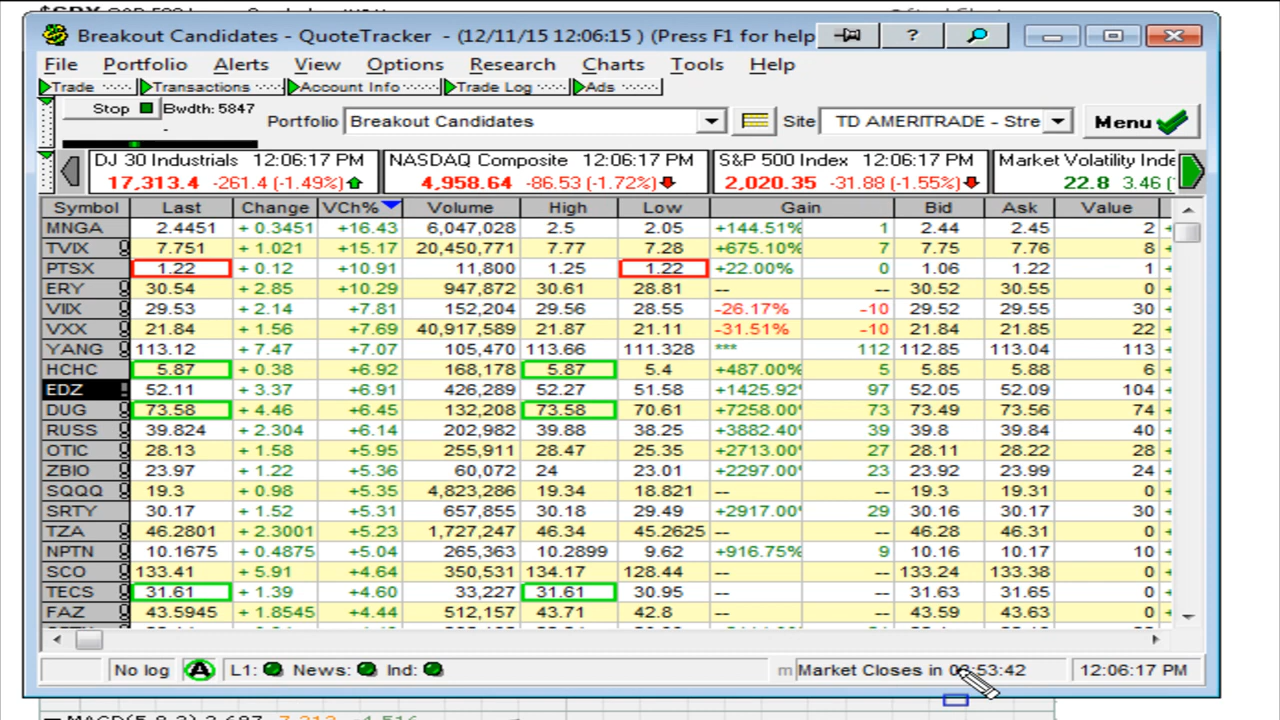 Breakout Candidates - QuoteTracker - (12/11/15 12:06:15 ) (Press F1 for help
File Portfolio Alerts View Options Research Charts Tools Help
Trade Transactions Account Info Trade Log Ads
Stop Bwdth: 5847
Portfolio Breakout Candidates Site TD AMERITRADE - Stre Menu
DJ 30 Industrials 12:06:17 PM NASDAQ Composite 12:06:17 PM S&P 500 Index 12:06:17 PM Market Volatility Inde
17,313.4 -261.4 (-1.49%) 4,958.64 -86.53 (-1.72%) 2,020.35 -31.88 (-1.55%) 22.8 3.46 (
Symbol Last Change VCh% Volume High Low Gain Bid Ask Value
MNGA 2.4451 + 0.3451 +16.43 6,047,028 2.5 2.05 +144.51% 1 2.44 2.45 2 +
TVIX 7.751 + 1.021 +15.17 20,450,771 7.77 7.28 +675.10% 7 7.75 7.76 8 +
PTSX 1.22 + 0.12 +10.91 11,800 1.25 1.22 +22.00% 0 1.06 1.22 1 +
ERY 30.54 + 2.85 +10.29 947,872 30.61 28.81 -- -- 30.52 30.55 0 +
VIIX 29.53 + 2.14 +7.81 152,204 29.56 28.55 -26.17% -10 29.52 29.55 30 +
VXX 21.84 + 1.56 +7.69 40,917,589 21.87 21.11 -31.51% -10 21.84 21.85 22 +
YANG 113.12 + 7.47 +7.07 105,470 113.66 111.328 *** 112 112.85 113.04 113 +
HCHC 5.87 + 0.38 +6.92 168,178 5.87 5.4 +487.00% 5 5.85 5.88 6 +
EDZ 52.11 + 3.37 +6.91 426,289 52.27 51.58 +1425.92% 97 52.05 52.09 104 +
DUG 73.58 + 4.46 +6.45 132,208 73.58 70.61 +7258.00% 73 73.49 73.56 74 +
RUSS 39.824 + 2.304 +6.14 202,982 39.88 38.25 +3882.40% 39 39.8 39.84 40 +
OTIC 28.13 + 1.58 +5.95 255,911 28.47 25.35 +2713.00% 27 28.11 28.22 28 +
ZBIO 23.97 + 1.22 +5.36 60,072 24 23.01 +2297.00% 23 23.92 23.99 24 +
SQQQ 19.3 + 0.98 +5.35 4,823,286 19.34 18.821 -- -- 19.3 19.31 0 +
SRTY 30.17 + 1.52 +5.31 657,855 30.18 29.49 +2917.00% 29 30.16 30.17 30 +
TZA 46.2801 + 2.3001 +5.23 1,727,247 46.34 45.2625 -- -- 46.28 46.31 0 +
NPTN 10.1675 + 0.4875 +5.04 265,363 10.2899 9.62 +916.75% 9 10.16 10.17 10 +
SCO 133.41 + 5.91 +4.64 350,531 134.17 128.44 -- -- 133.24 133.38 0 +
TECS 31.61 + 1.39 +4.60 33,227 31.61 30.95 -- -- 31.63 31.65 0 +
FAZ 43.5945 + 1.8545 +4.44 512,157 43.71 42.8 -- -- 43.59 43.63 0 +
No log A L1: News: Ind: m Market Closes in 03:53:42 12:06:17 PM